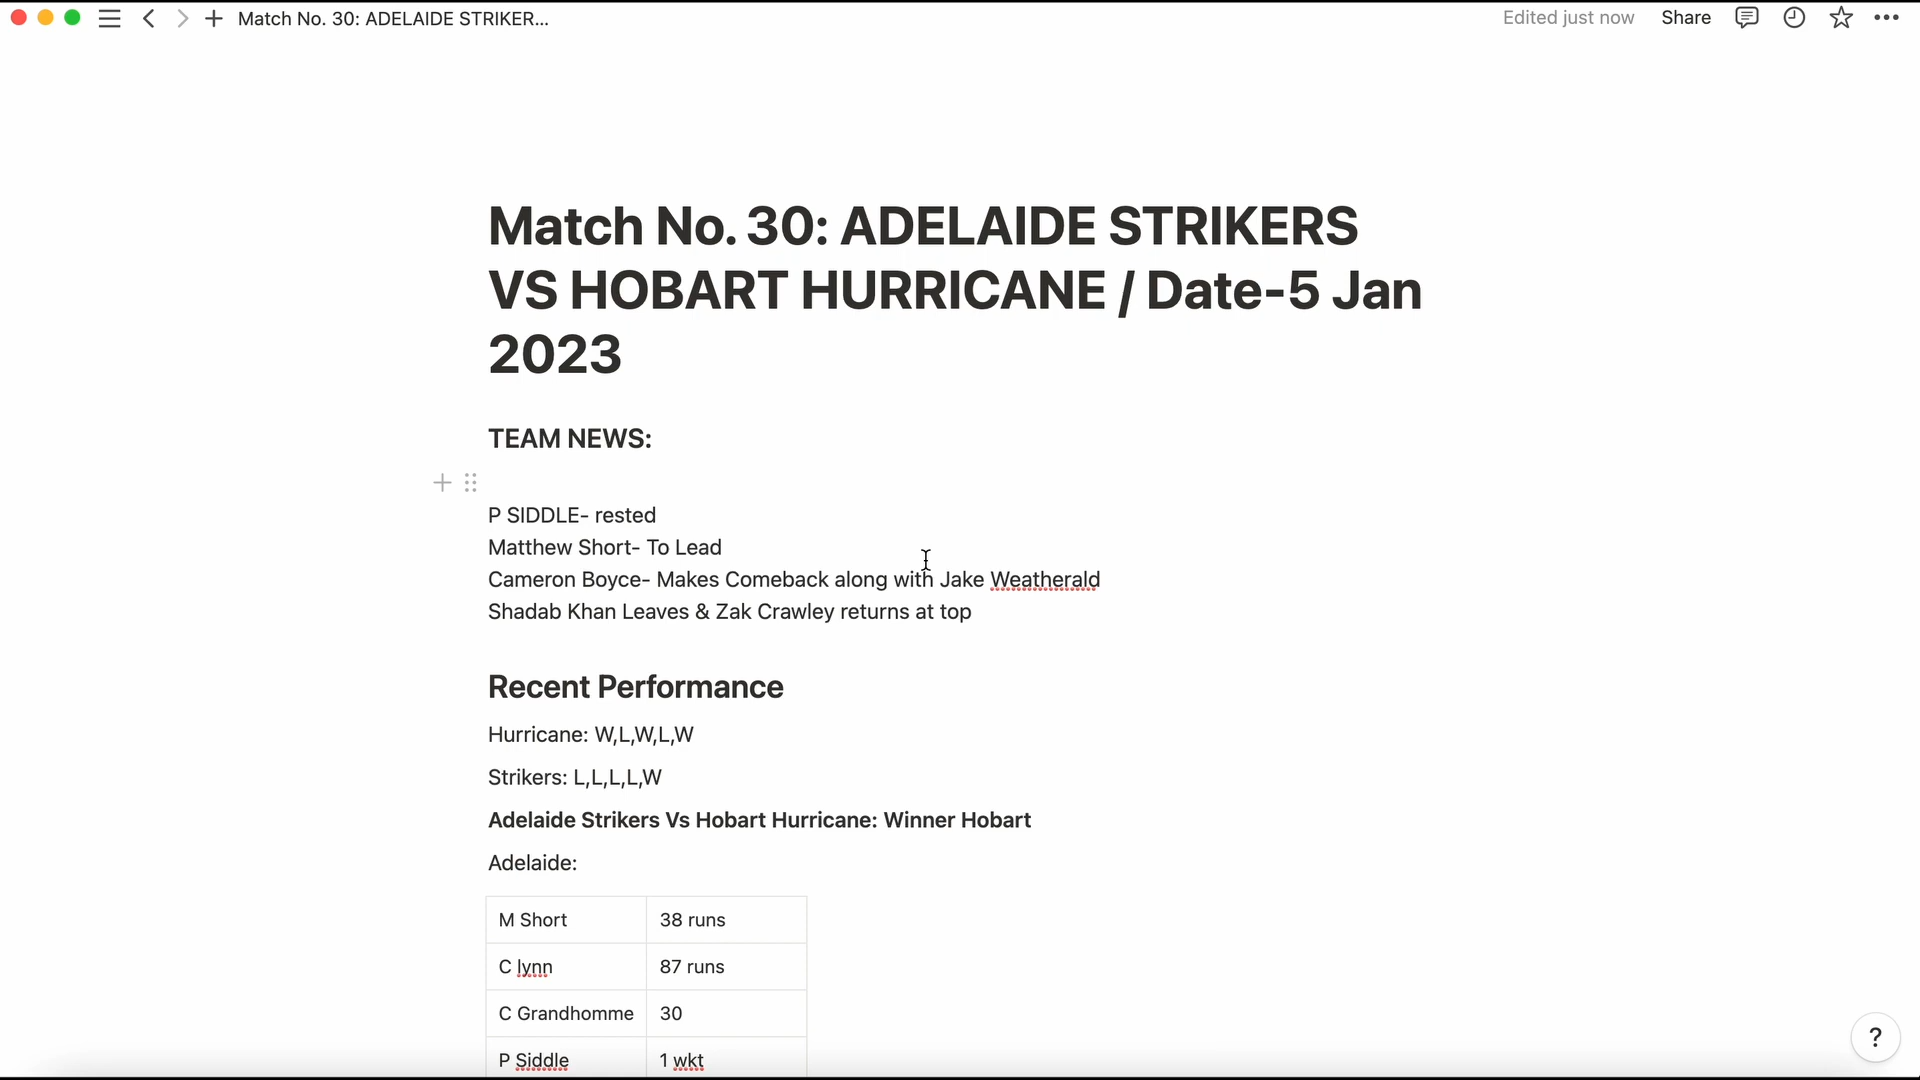 Match No. 30: ADELAIDE STRIKER...
Edited just now
Share
Match No. 30: ADELAIDE STRIKERS
VS HOBART HURRICANE / Date-5 Jan
2023
TEAM NEWS:
P SIDDLE- rested
Matthew Short- To Lead
Cameron Boyce- Makes Comeback along with Jake Weatherald
Shadab Khan Leaves & Zak Crawley returns at top
Recent Performance
Hurricane: W,L,W,L,W
Strikers: L,L,L,L,W
Adelaide Strikers Vs Hobart Hurricane: Winner Hobart
Adelaide:
M Short 38 runs
C lynn 87 runs
C Grandhomme 30
P Siddle 1 wkt
?